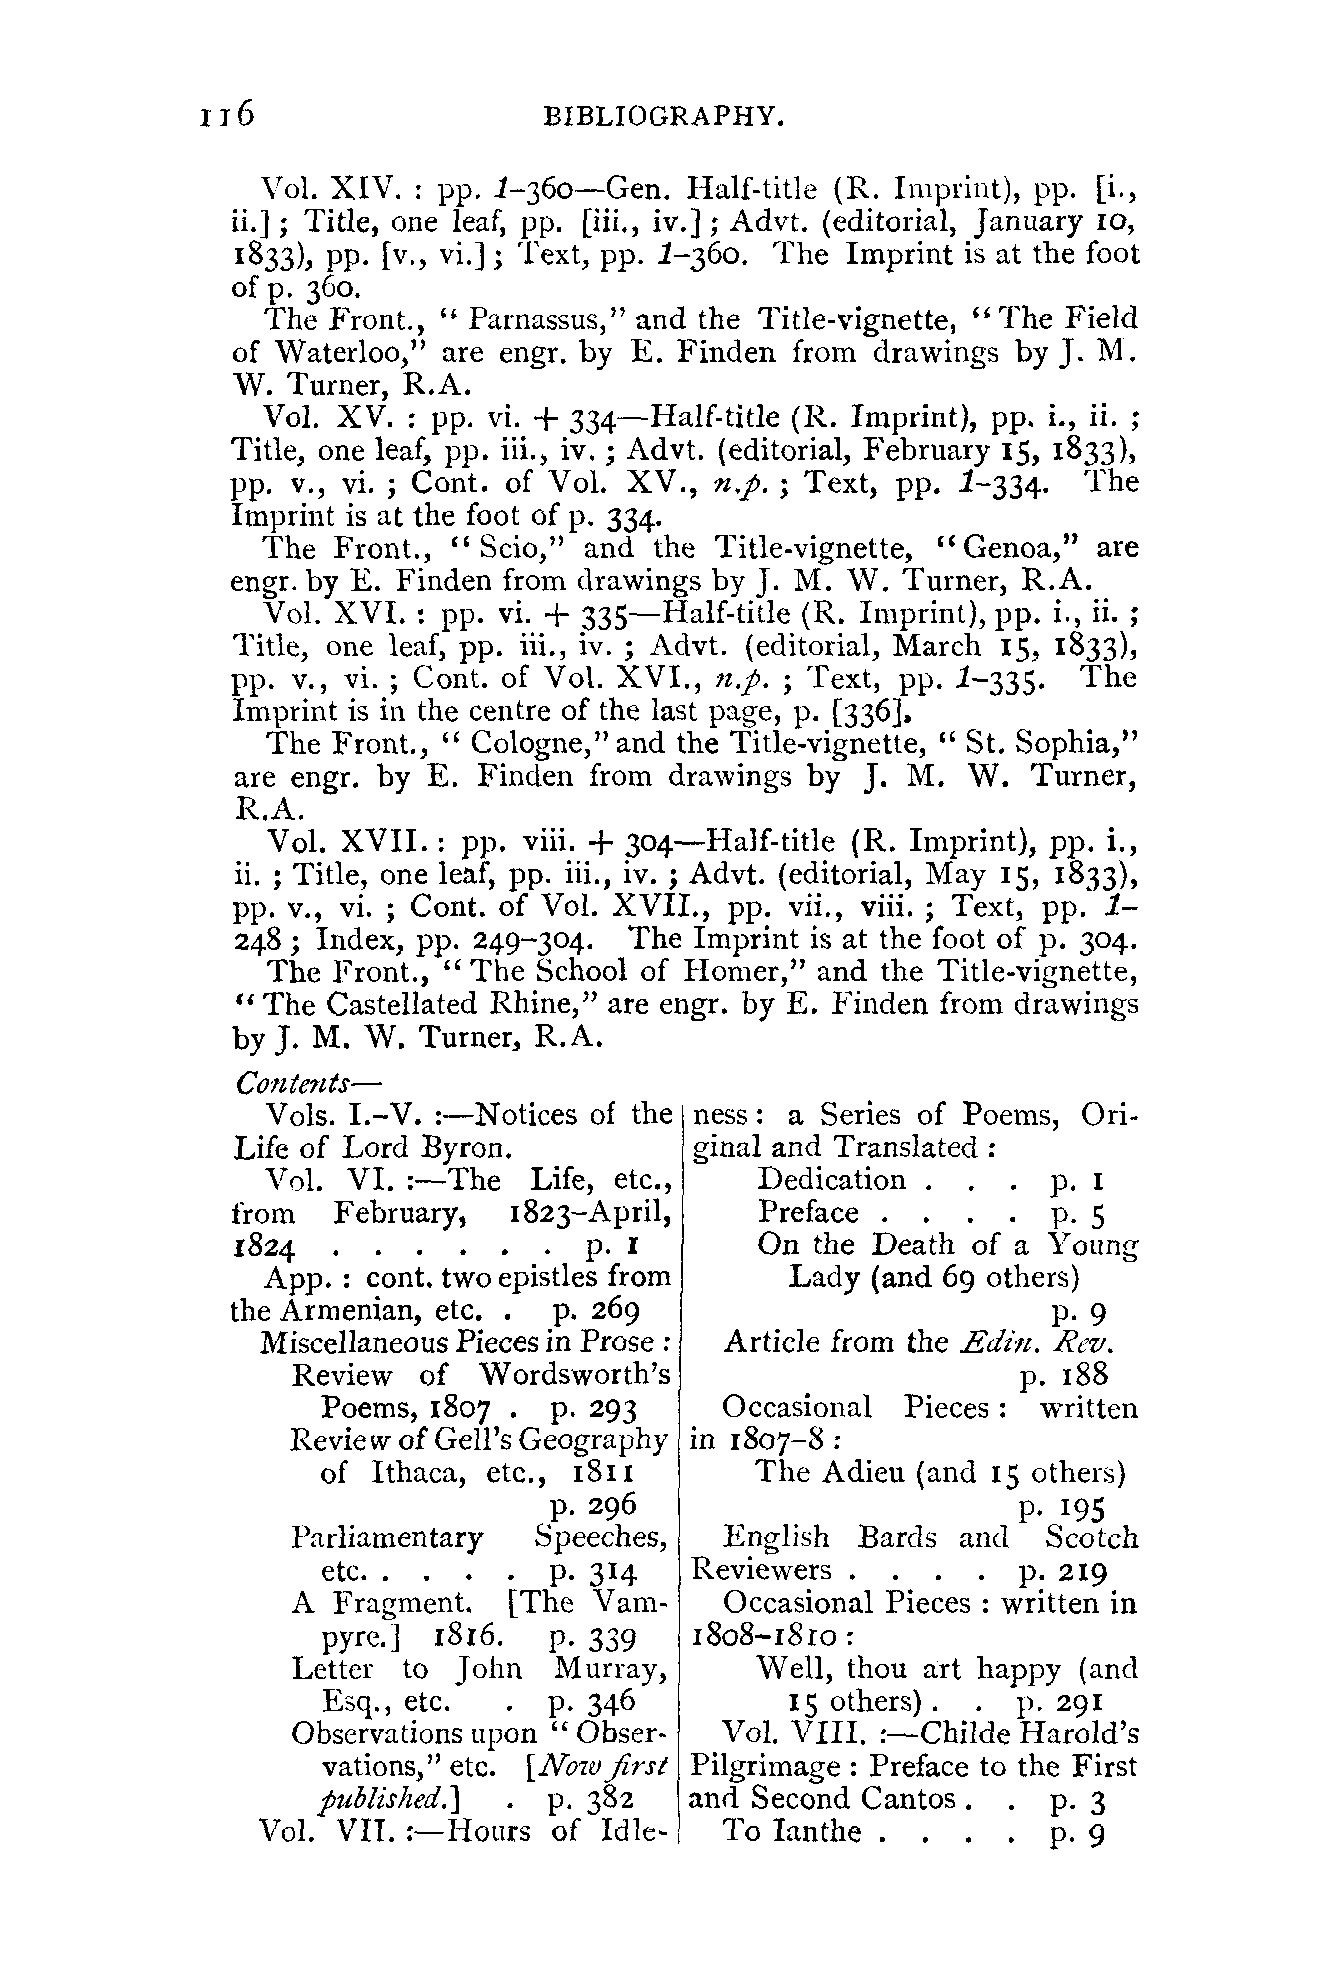 116 BIBLIOGRAPHY.
Vol. XIV. : pp. 1–360—Gen. Half-title (R. Imprint), pp. [i.,
ii.] ; Title, one leaf, pp. [iii., iv.] ; Advt. (editorial, January 10,
1833), pp. [v., vi.] ; Text, pp. 1–360. The Imprint is at the foot
of p. 360.
The Front., “ Parnassus,” and the Title-vignette, “ The Field
of Waterloo,” are engr. by E. Finden from drawings by J. M.
W. Turner, R.A.
Vol. XV. : pp. vi. + 334—Half-title (R. Imprint), pp. i., ii. ;
Title, one leaf, pp. iii., iv. ; Advt. (editorial, February 15, 1833),
pp. v., vi. ; Cont. of Vol. XV., n.p. ; Text, pp. 1–334. The
Imprint is at the foot of p. 334.
The Front., “ Scio,” and the Title-vignette, “ Genoa,” are
engr. by E. Finden from drawings by J. M. W. Turner, R.A.
Vol. XVI. : pp. vi. + 335—Half-title (R. Imprint), pp. i., ii. ;
Title, one leaf, pp. iii., iv. ; Advt. (editorial, March 15, 1833),
pp. v., vi. ; Cont. of Vol. XVI., n.p. ; Text, pp. 1–335. The
Imprint is in the centre of the last page, p. [336].
The Front., “ Cologne,” and the Title-vignette, “ St. Sophia,”
are engr. by E. Finden from drawings by J. M. W. Turner,
R.A.
Vol. XVII. : pp. viii. + 304—Half-title (R. Imprint), pp. i.,
ii. ; Title, one leaf, pp. iii., iv. ; Advt. (editorial, May 15, 1833),
pp. v., vi. ; Cont. of Vol. XVII., pp. vii., viii. ; Text, pp. 1–
248 ; Index, pp. 249–304. The Imprint is at the foot of p. 304.
The Front., “ The School of Homer,” and the Title-vignette,
“ The Castellated Rhine,” are engr. by E. Finden from drawings
by J. M. W. Turner, R.A.
Contents—
Vols. I.–V. :—Notices of the
Life of Lord Byron.
Vol. VI. :—The Life, etc.,
from February, 1823–April,
1824 . . . . . . p. 1
App. : cont. two epistles from
the Armenian, etc. . p. 269
Miscellaneous Pieces in Prose :
Review of Wordsworth's
Poems, 1807 . p. 293
Review of Gell's Geography
of Ithaca, etc., 1811
p. 296
Parliamentary Speeches,
etc. . . . . p. 314
A Fragment. [The Vam-
pyre.] 1816. p. 339
Letter to John Murray,
Esq., etc. . p. 346
Observations upon “ Obser-
vations,” etc. [Now first
published.] . p. 382
Vol. VII. :—Hours of Idle-
ness : a Series of Poems, Ori-
ginal and Translated :
Dedication . . . p. 1
Preface . . . . p. 5
On the Death of a Young
Lady (and 69 others)
p. 9
Article from the Edin. Rev.
p. 188
Occasional Pieces : written
in 1807–8 :
The Adieu (and 15 others)
p. 195
English Bards and Scotch
Reviewers . . . . p. 219
Occasional Pieces : written in
1808–1810 :
Well, thou art happy (and
15 others) . . p. 291
Vol. VIII. :—Childe Harold's
Pilgrimage : Preface to the First
and Second Cantos . . p. 3
To Ianthe . . . . p. 9